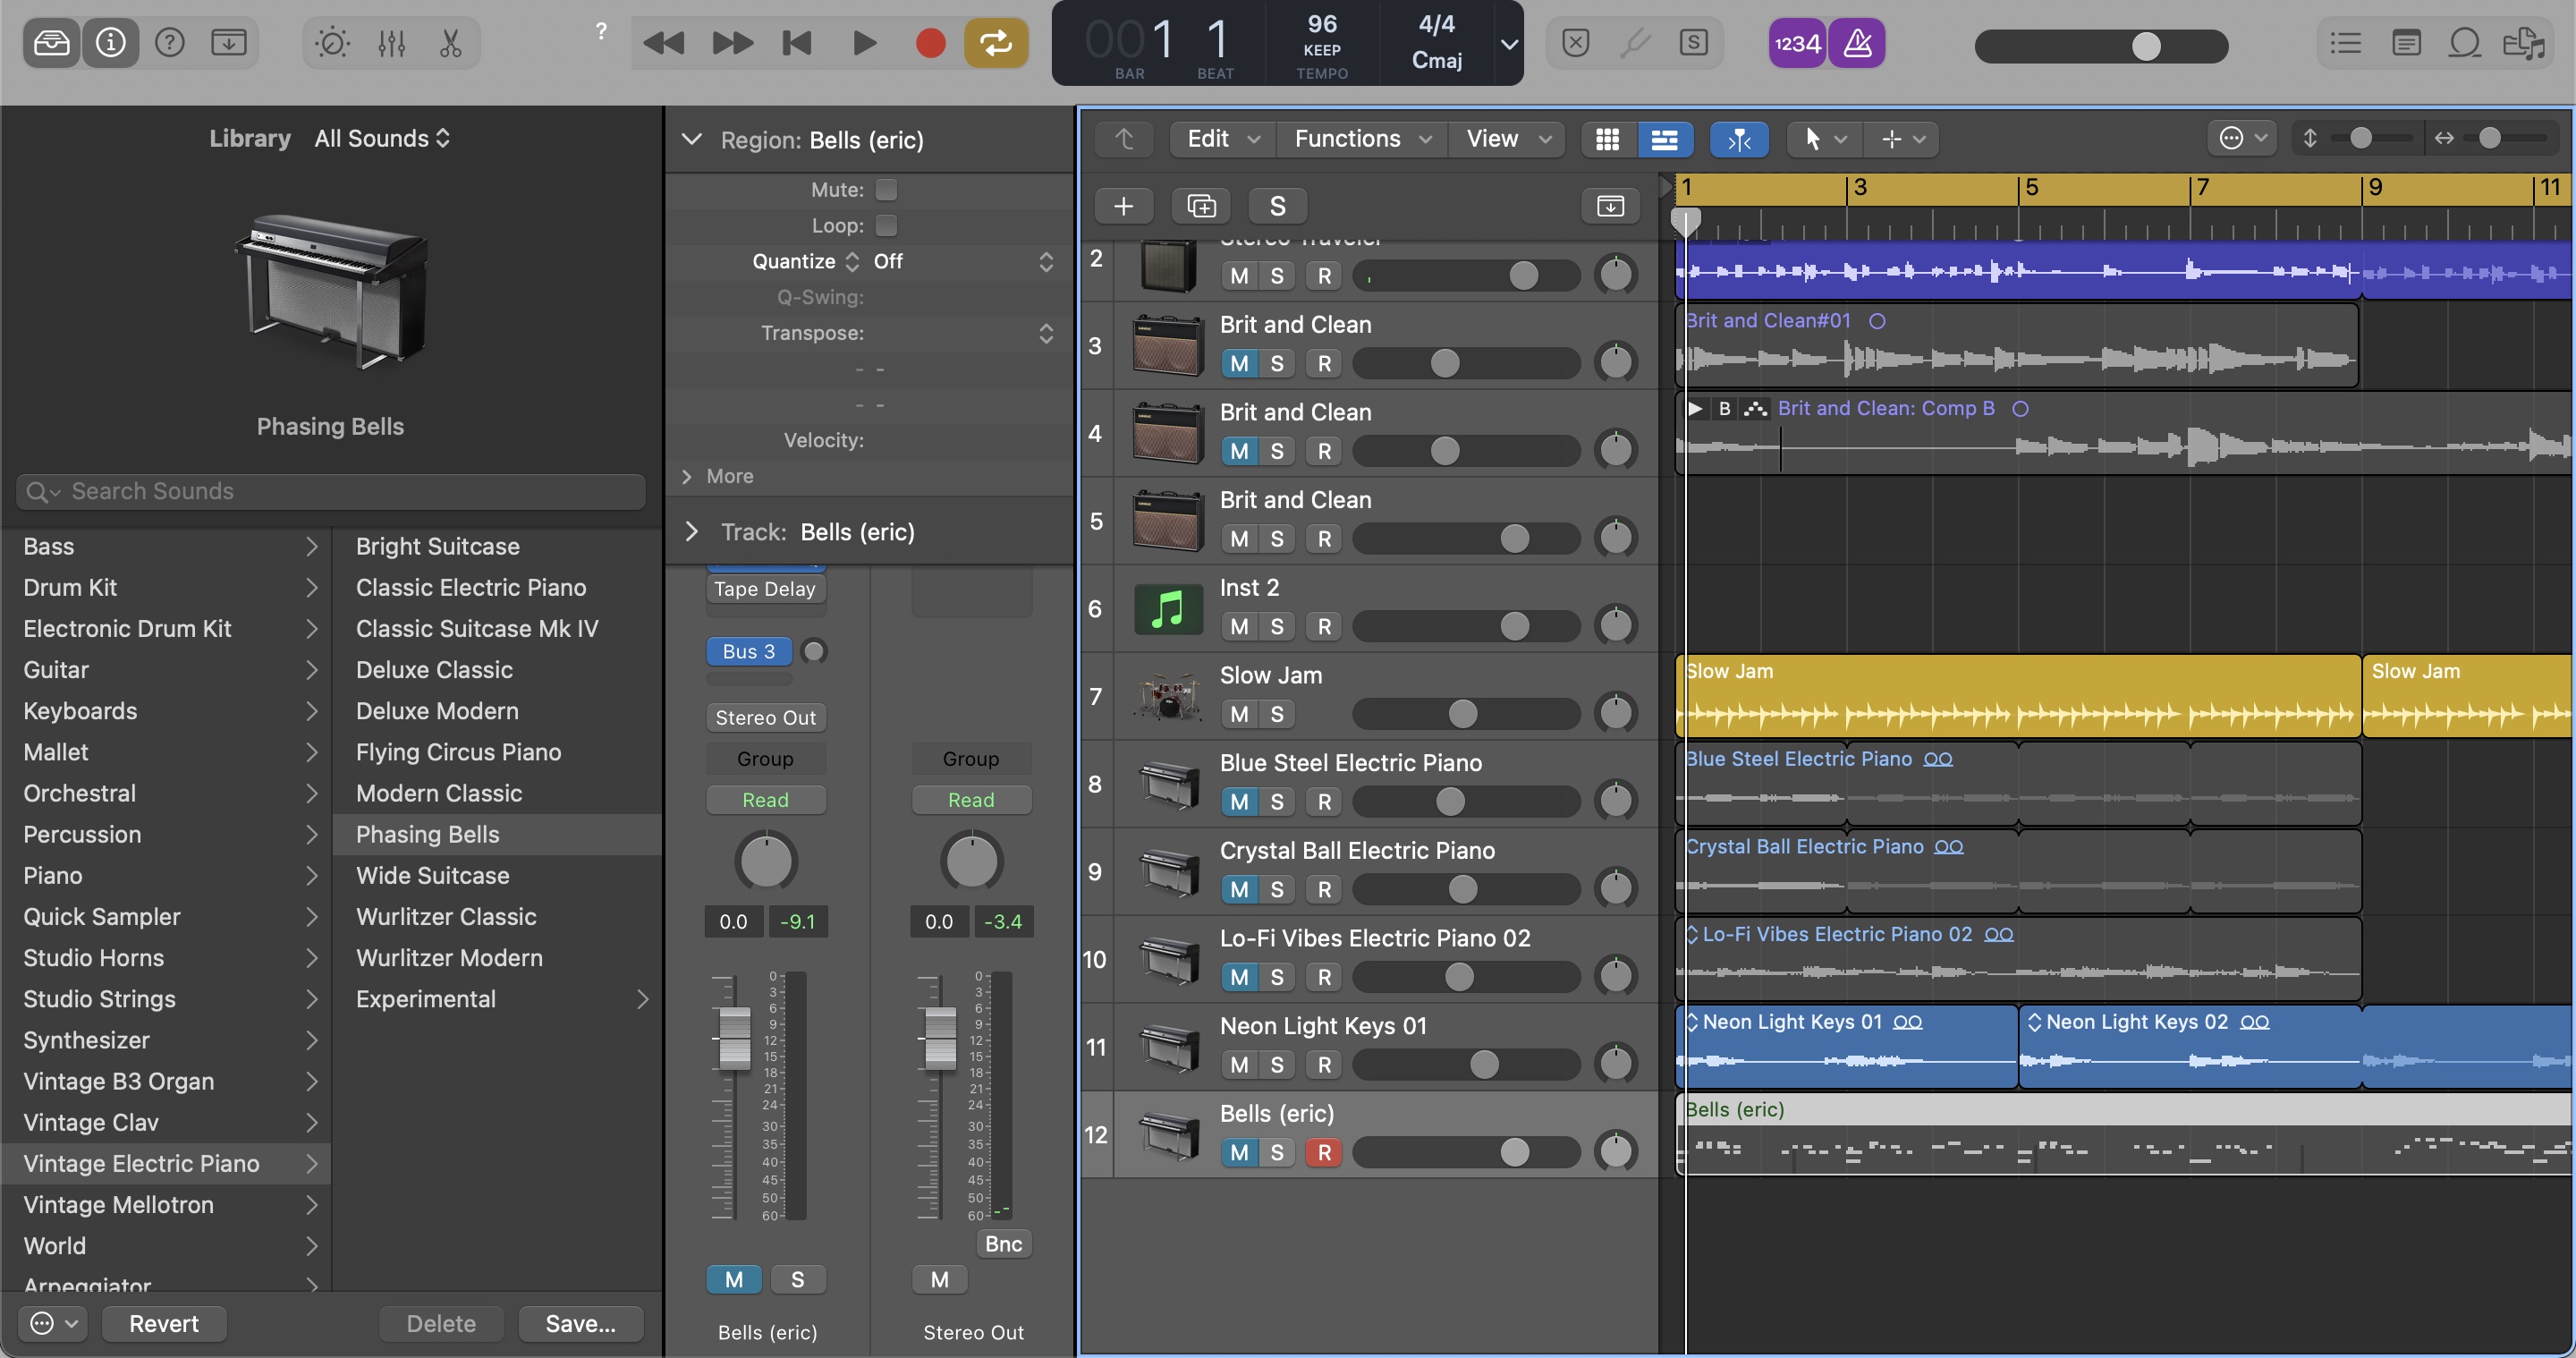 ?
001 1
BAR BEAT
96
KEEP
TEMPO
4/4
Cmaj
S
1234
Library All Sounds
Phasing Bells
Search Sounds
Bass
Drum Kit
Electronic Drum Kit
Guitar
Keyboards
Mallet
Orchestral
Percussion
Piano
Quick Sampler
Studio Horns
Studio Strings
Synthesizer
Vintage B3 Organ
Vintage Clav
Vintage Electric Piano
Vintage Mellotron
World
Arpeggiator
Bright Suitcase
Classic Electric Piano
Classic Suitcase Mk IV
Deluxe Classic
Deluxe Modern
Flying Circus Piano
Modern Classic
Phasing Bells
Wide Suitcase
Wurlitzer Classic
Wurlitzer Modern
Experimental
Revert Delete Save...
Region: Bells (eric)
Mute:
Loop:
Quantize Off
Q-Swing:
Transpose:
- -
- -
Velocity:
More
Track: Bells (eric)
Tape Delay
Bus 3
Stereo Out
Group
Read
0.0 -9.1
0
3
6
9
12
15
18
21
24
30
35
40
45
50
60
M S
Bells (eric)
Group
Read
0.0 -3.4
0
3
6
9
12
15
18
21
24
30
35
40
45
50
60
Bnc
M
Stereo Out
Edit Functions View
+ S
1 3 5 7 9 11
2 Stereo Traveler
M S R
3 Brit and Clean
M S R
4 Brit and Clean
M S R
5 Brit and Clean
M S R
6 Inst 2
M S R
7 Slow Jam
M S
8 Blue Steel Electric Piano
M S R
9 Crystal Ball Electric Piano
M S R
10 Lo-Fi Vibes Electric Piano 02
M S R
11 Neon Light Keys 01
M S R
12 Bells (eric)
M S R
Brit and Clean#01
B Brit and Clean: Comp B
Slow Jam Slow Jam
Blue Steel Electric Piano
Crystal Ball Electric Piano
Lo-Fi Vibes Electric Piano 02
Neon Light Keys 01 Neon Light Keys 02
Bells (eric)